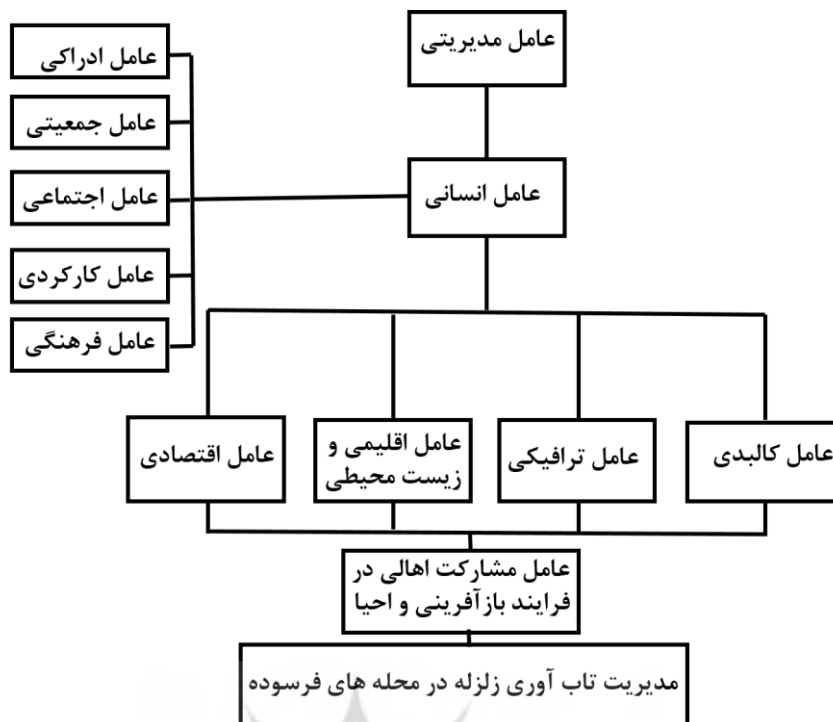 عامل مدیریتی
عامل ادراکی
عامل جمعیتی
عامل انسانی
عامل اجتماعی
عامل کارکردی
عامل فرهنگی
عامل کالبدی
عامل ترافیکی
عامل اقلیمی و
زیست محیطی
عامل اقتصادی
عامل مشارکت اهالی در
فرایند بازآفرینی و احیا
مدیریت تاب آوری زلزله در محله های فرسوده